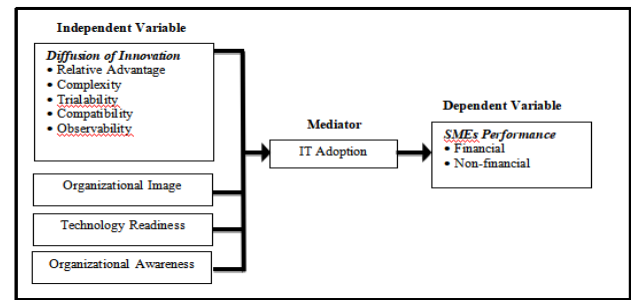 Independent Variable
Diffusion of Innovation
• Relative Advantage
• Complexity
• Trialability
• Compatibility
• Observability
Organizational Image
Technology Readiness
Organizational Awareness
Mediator
IT Adoption
Dependent Variable
SMEs Performance
• Financial
• Non-financial